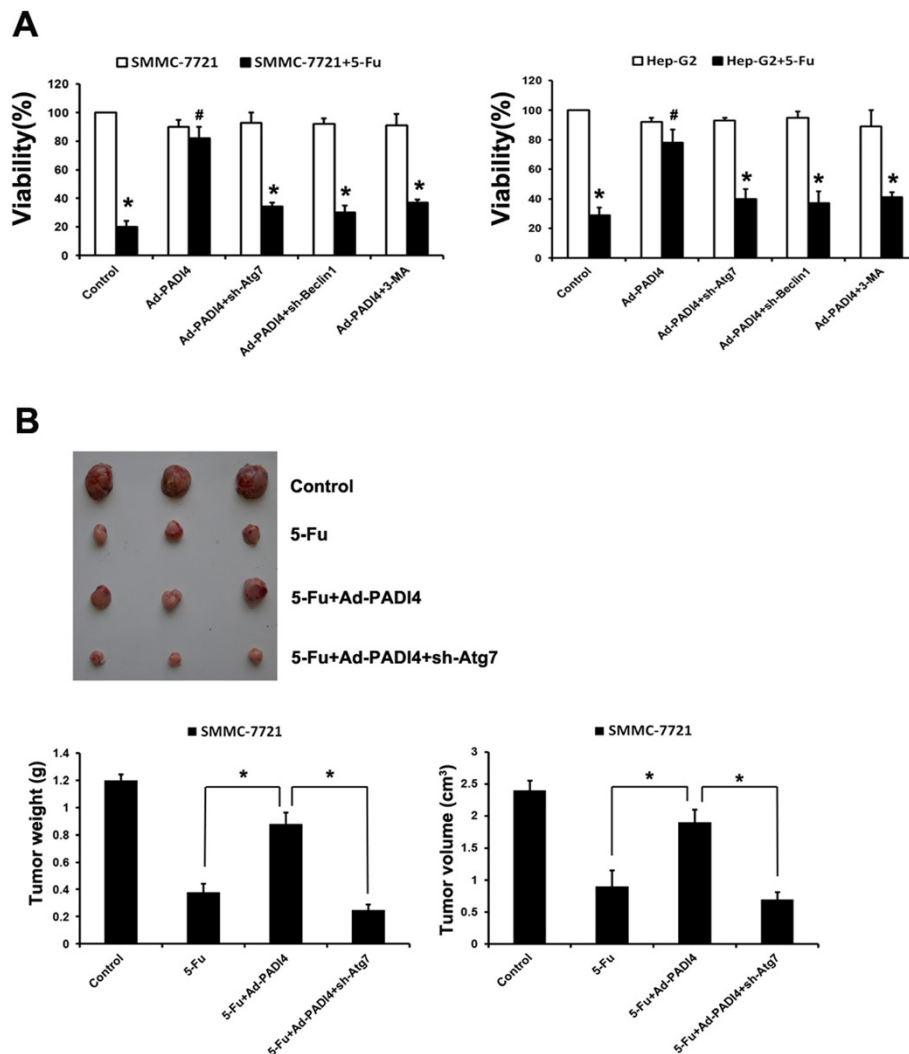 A
SMMC-7721 SMMC-7721+5-Fu
Viability(%)
120
100
80
60
40
20
0
*
#
*
*
*
Control
Ad-PADI4
Ad-PADI4+sh-Atg7
Ad-PADI4+sh-Beclin1
Ad-PADI4+3-MA
Hep-G2 Hep-G2+5-Fu
Viability(%)
120
100
80
60
40
20
0
*
#
*
*
*
Control
Ad-PADI4
Ad-PADI4+sh-Atg7
Ad-PADI4+sh-Beclin1
Ad-PADI4+3-MA
B
Control
5-Fu
5-Fu+Ad-PADI4
5-Fu+Ad-PADI4+sh-Atg7
SMMC-7721
Tumor weight (g)
1.4
1.2
1
0.8
0.6
0.4
0.2
0
*
*
Control
5-Fu
5-Fu+Ad-PADI4
5-Fu+Ad-PADI4+sh-Atg7
SMMC-7721
Tumor volume (cm³)
3
2.5
2
1.5
1
0.5
0
*
*
Control
5-Fu
5-Fu+Ad-PADI4
5-Fu+Ad-PADI4+sh-Atg7